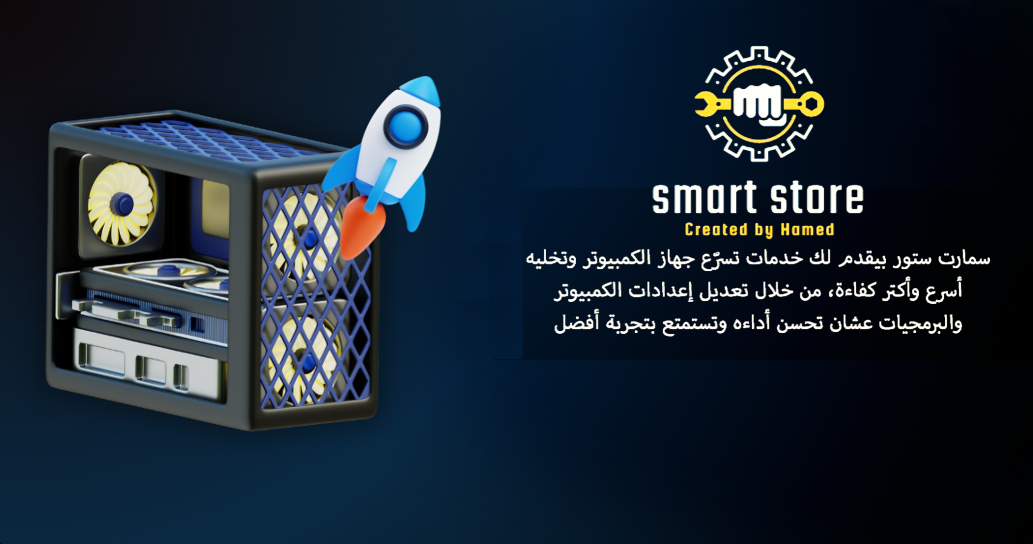 smart store
Created by Hamed
سمارت ستور بيقدم لك خدمات تسرّع جهاز الكمبيوتر وتخليه
أسرع وأكتر كفاءة، من خلال تعديل إعدادات الكمبيوتر
والبرمجيات عشان تحسن أداءه وتستمتع بتجربة أفضل